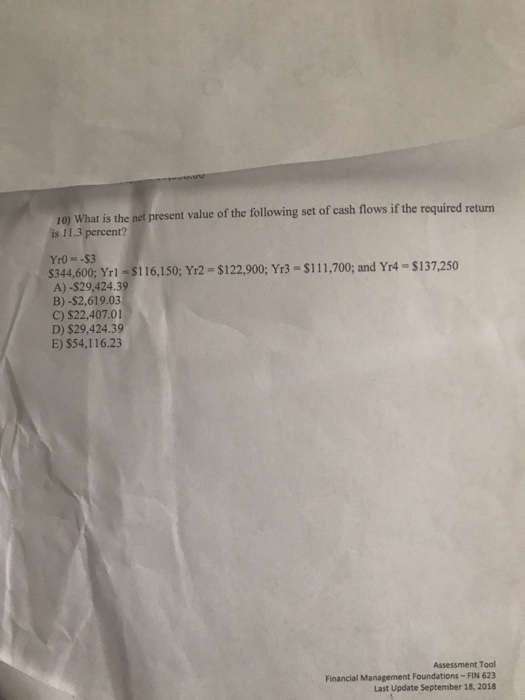 10) What is the net present value of the following set of cash flows if the required return
is 11.3 percent?
Yr0 = -$3
$344,600; Yr1 = $116,150; Yr2 = $122,900; Yr3 = $111,700; and Yr4 = $137,250
A) -$29,424.39
B) -$2,619.03
C) $22,407.01
D) $29,424.39
E) $54,116.23
Assessment Tool
Financial Management Foundations - FIN 623
Last Update September 18, 2018